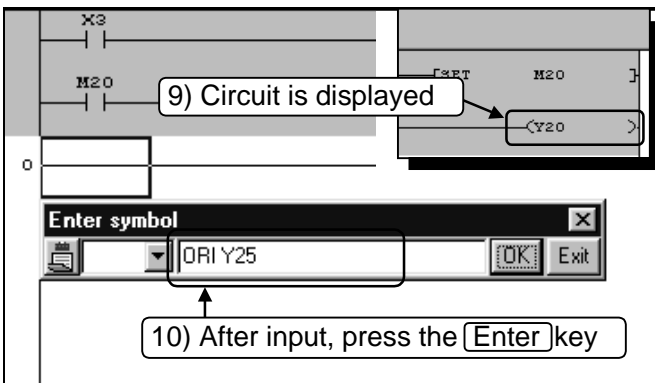 X3
[SET M20 ]
M20
9) Circuit is displayed
(Y20 )
0
Enter symbol
ORI Y25
OK
Exit
10) After input, press the Enter key